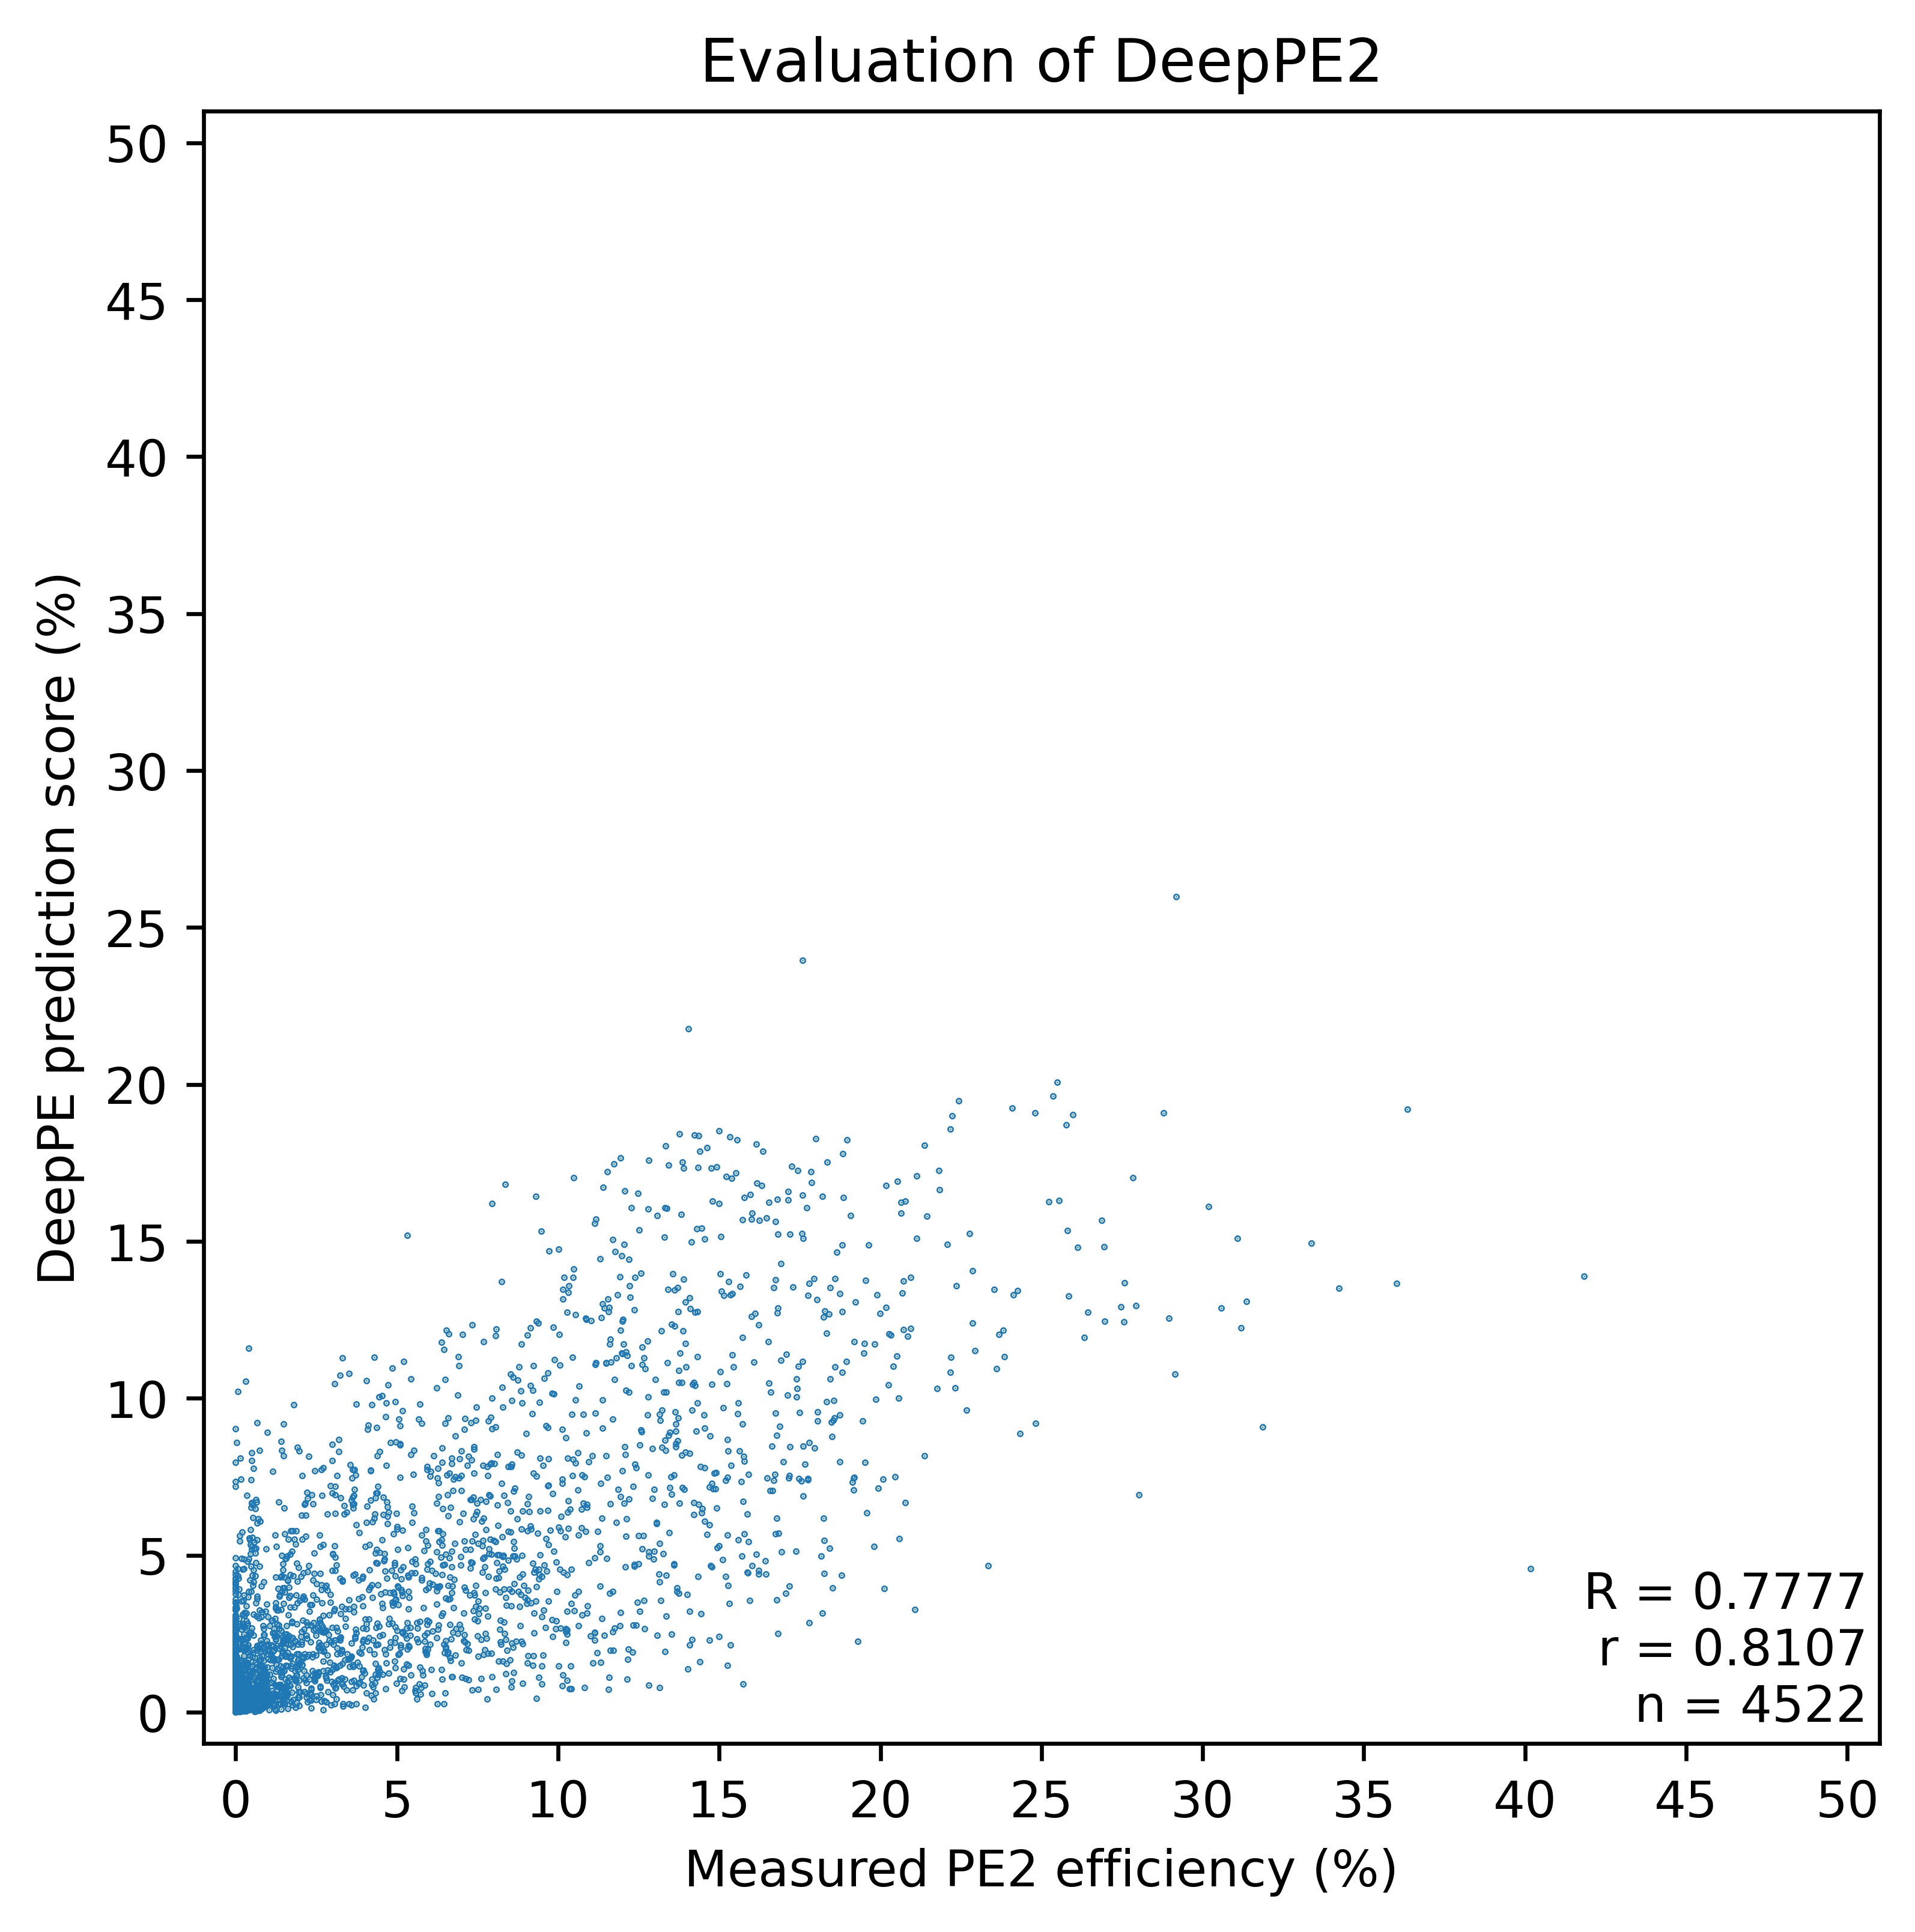 Evaluation of DeepPE2
DeepPE prediction score (%)
50
45
40
35
30
25
20
15
10
5
0
R = 0.7777
r = 0.8107
n = 4522
0 5 10 15 20 25 30 35 40 45 50
Measured PE2 efficiency (%)